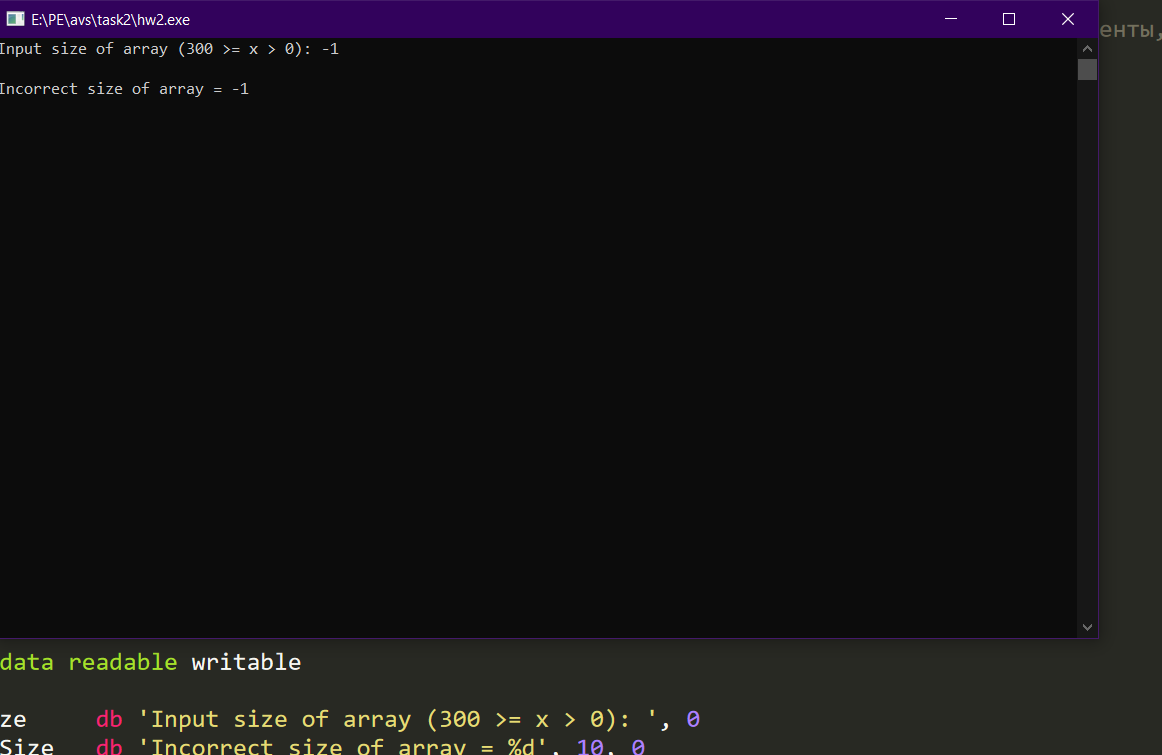 E:\PE\avs\task2\hw2.exe
енты,
Input size of array (300 >= x > 0): -1
Incorrect size of array = -1
data readable writable
ze db 'Input size of array (300 >= x > 0): ', 0
Size db 'Incorrect size of array = %d', 10, 0